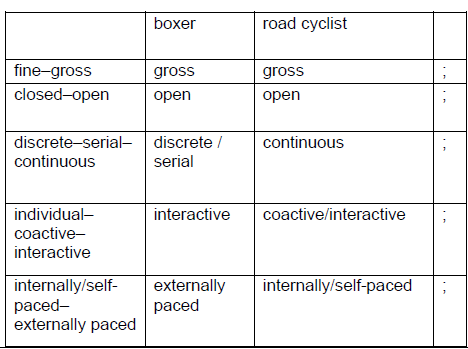 boxer road cyclist
fine–gross gross gross ;
closed–open open open ;
discrete–serial– discrete / continuous ;
continuous serial
individual– interactive coactive/interactive ;
coactive–
interactive
internally/self- externally internally/self-paced ;
paced– paced
externally paced